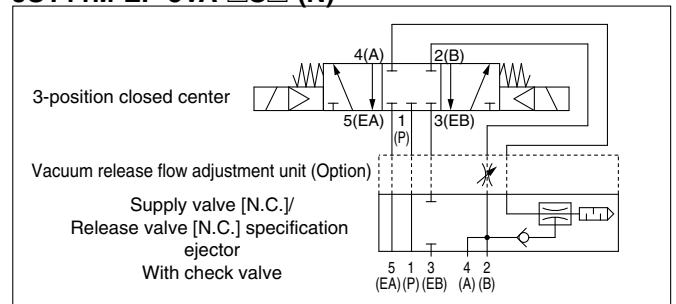 4(A) 2(B)
3-position closed center
5(EA) 1 3(EB)
(P)
Vacuum release flow adjustment unit (Option)
Supply valve [N.C.]/
Release valve [N.C.] specification
ejector
With check valve
5 1 3 4 2
(EA) (P) (EB) (A) (B)